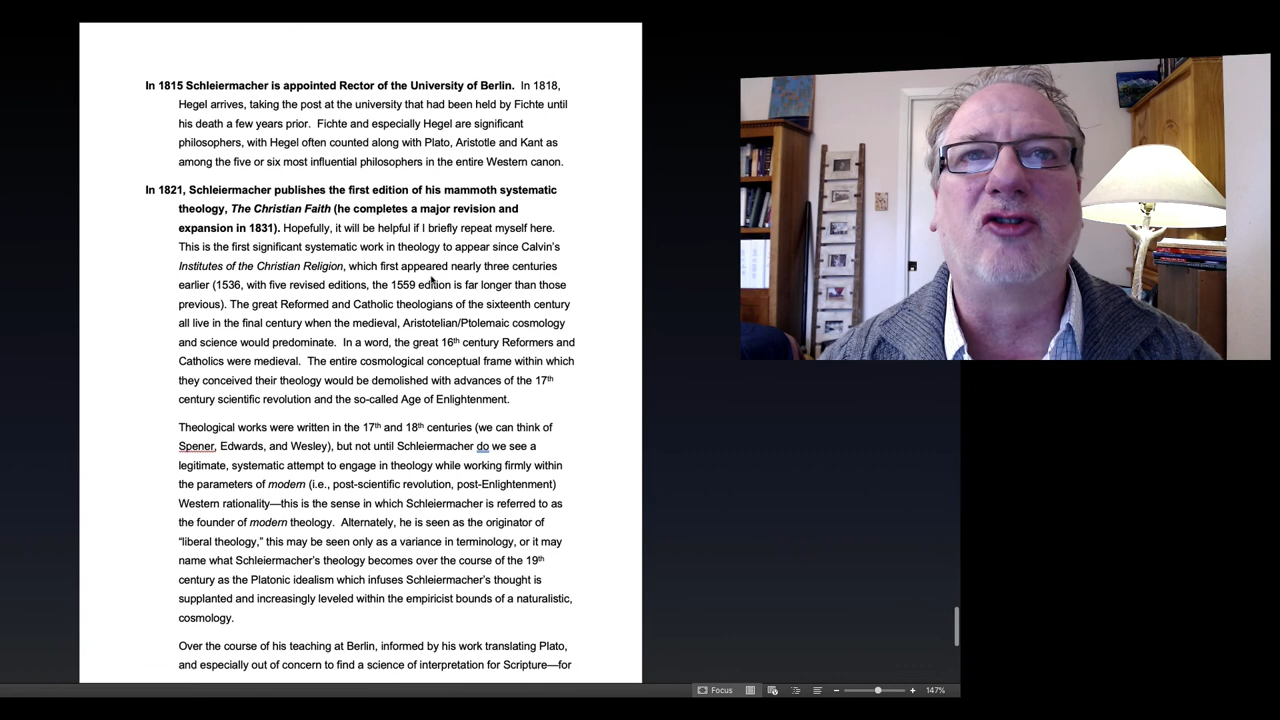 In 1815 Schleiermacher is appointed Rector of the University of Berlin.  In 1818,
Hegel arrives, taking the post at the university that had been held by Fichte until
his death a few years prior.  Fichte and especially Hegel are significant
philosophers, with Hegel often counted along with Plato, Aristotle and Kant as
among the five or six most influential philosophers in the entire Western canon.
In 1821, Schleiermacher publishes the first edition of his mammoth systematic
theology, The Christian Faith (he completes a major revision and
expansion in 1831). Hopefully, it will be helpful if I briefly repeat myself here.
This is the first significant systematic work in theology to appear since Calvin’s
Institutes of the Christian Religion, which first appeared nearly three centuries
earlier (1536, with five revised editions, the 1559 edition is far longer than those
previous). The great Reformed and Catholic theologians of the sixteenth century
all live in the final century when the medieval, Aristotelian/Ptolemaic cosmology
and science would predominate.  In a word, the great 16th century Reformers and
Catholics were medieval.  The entire cosmological conceptual frame within which
they conceived their theology would be demolished with advances of the 17th
century scientific revolution and the so-called Age of Enlightenment.
Theological works were written in the 17th and 18th centuries (we can think of
Spener, Edwards, and Wesley), but not until Schleiermacher do we see a
legitimate, systematic attempt to engage in theology while working firmly within
the parameters of modern (i.e., post-scientific revolution, post-Enlightenment)
Western rationality—this is the sense in which Schleiermacher is referred to as
the founder of modern theology.  Alternately, he is seen as the originator of
“liberal theology,” this may be seen only as a variance in terminology, or it may
name what Schleiermacher’s theology becomes over the course of the 19th
century as the Platonic idealism which infuses Schleiermacher’s thought is
supplanted and increasingly leveled within the empiricist bounds of a naturalistic,
cosmology.
Over the course of his teaching at Berlin, informed by his work translating Plato,
and especially out of concern to find a science of interpretation for Scripture—for
Focus
147%